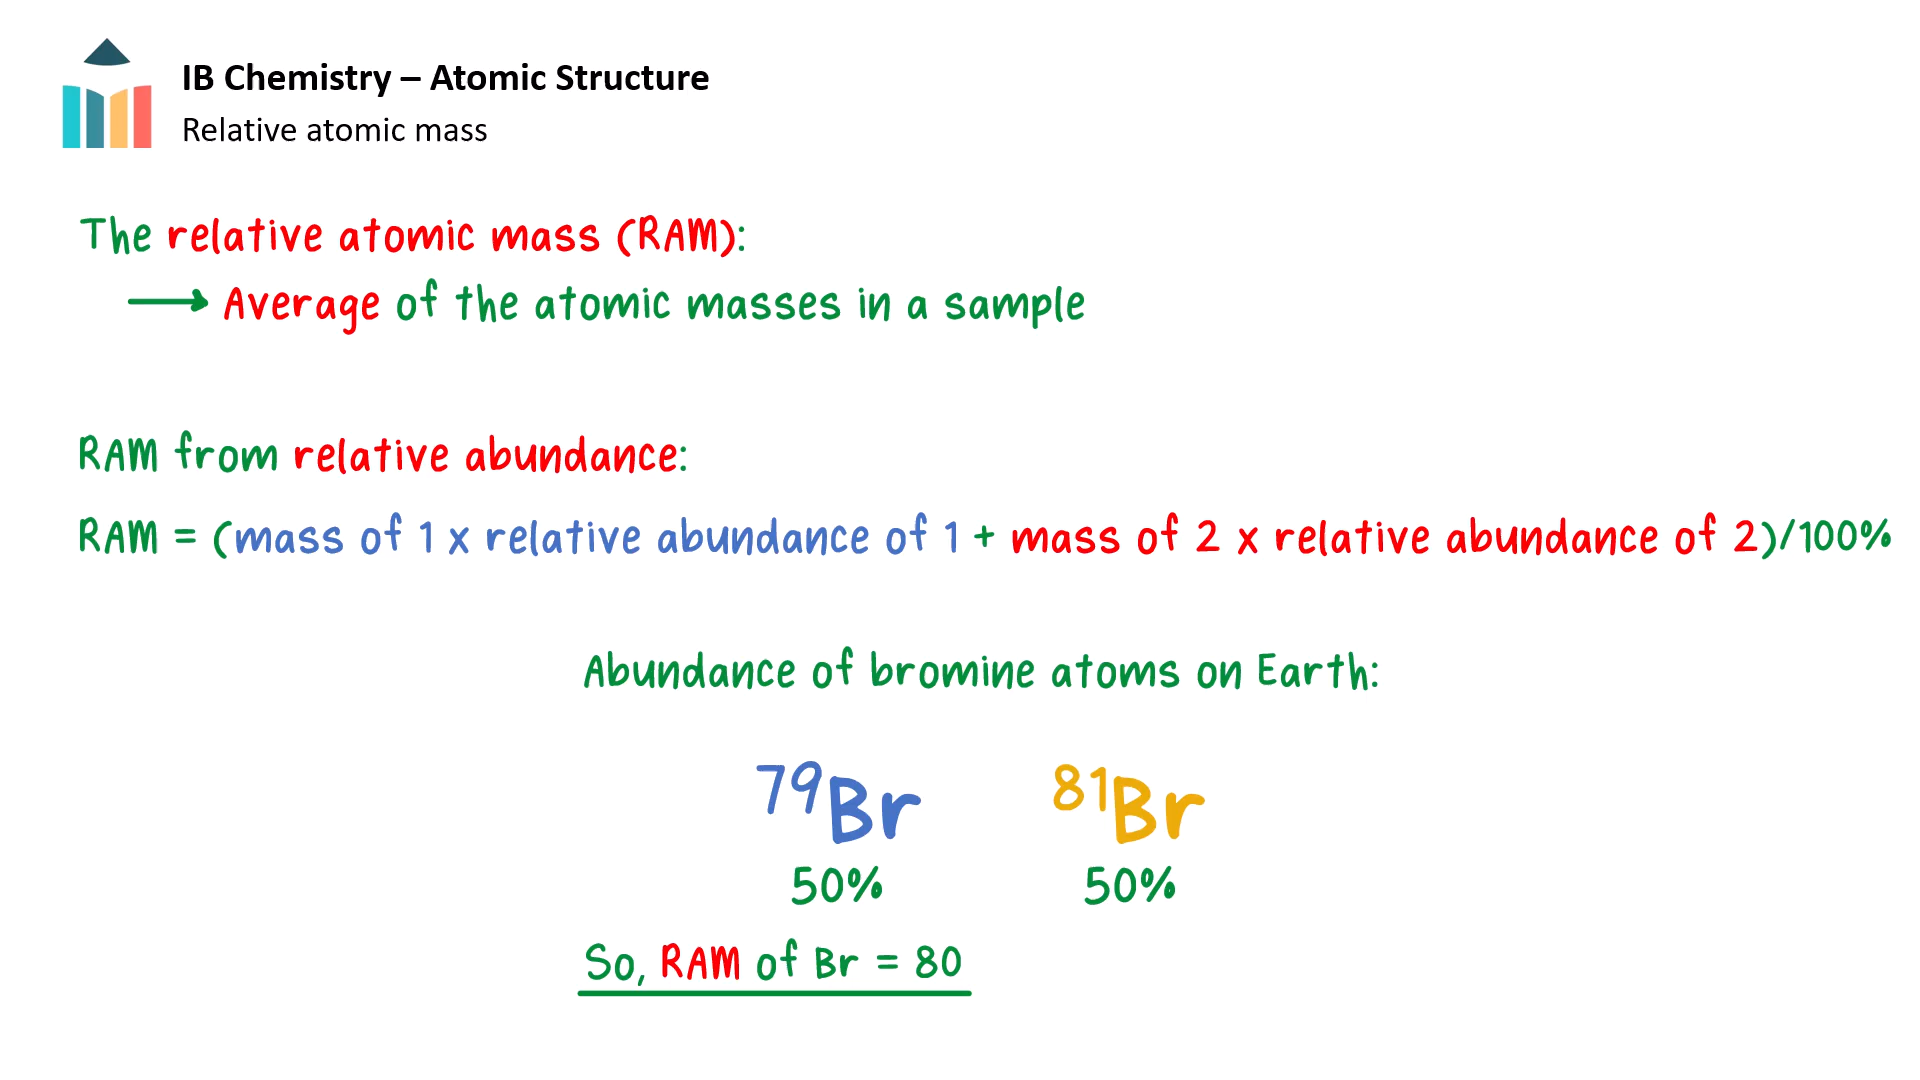 IB Chemistry – Atomic Structure
Relative atomic mass
The relative atomic mass (RAM):
→ Average of the atomic masses in a sample
RAM from relative abundance:
RAM = (mass of 1 x relative abundance of 1 + mass of 2 x relative abundance of 2)/100%
Abundance of bromine atoms on Earth:
⁷⁹Br ⁸¹Br
50% 50%
So, RAM of Br = 80